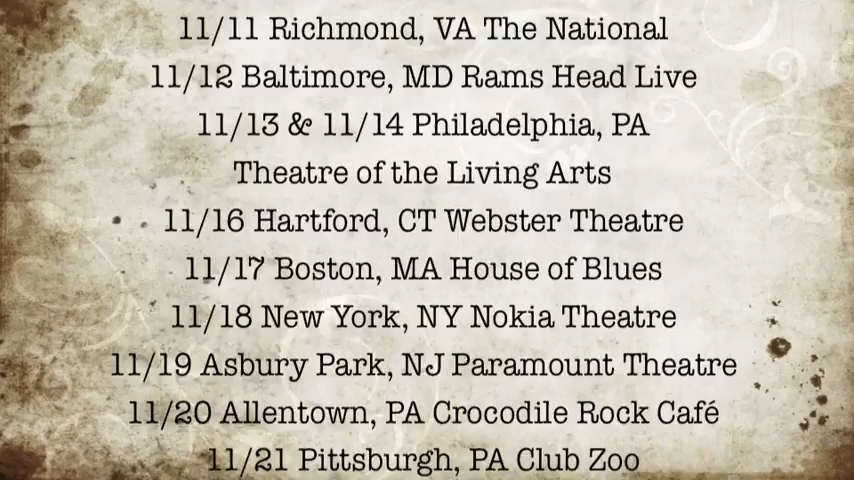 11/11 Richmond, VA The National
11/12 Baltimore, MD Rams Head Live
11/13 & 11/14 Philadelphia, PA
Theatre of the Living Arts
11/16 Hartford, CT Webster Theatre
11/17 Boston, MA House of Blues
11/18 New York, NY Nokia Theatre
11/19 Asbury Park, NJ Paramount Theatre
11/20 Allentown, PA Crocodile Rock Café
11/21 Pittsburgh, PA Club Zoo